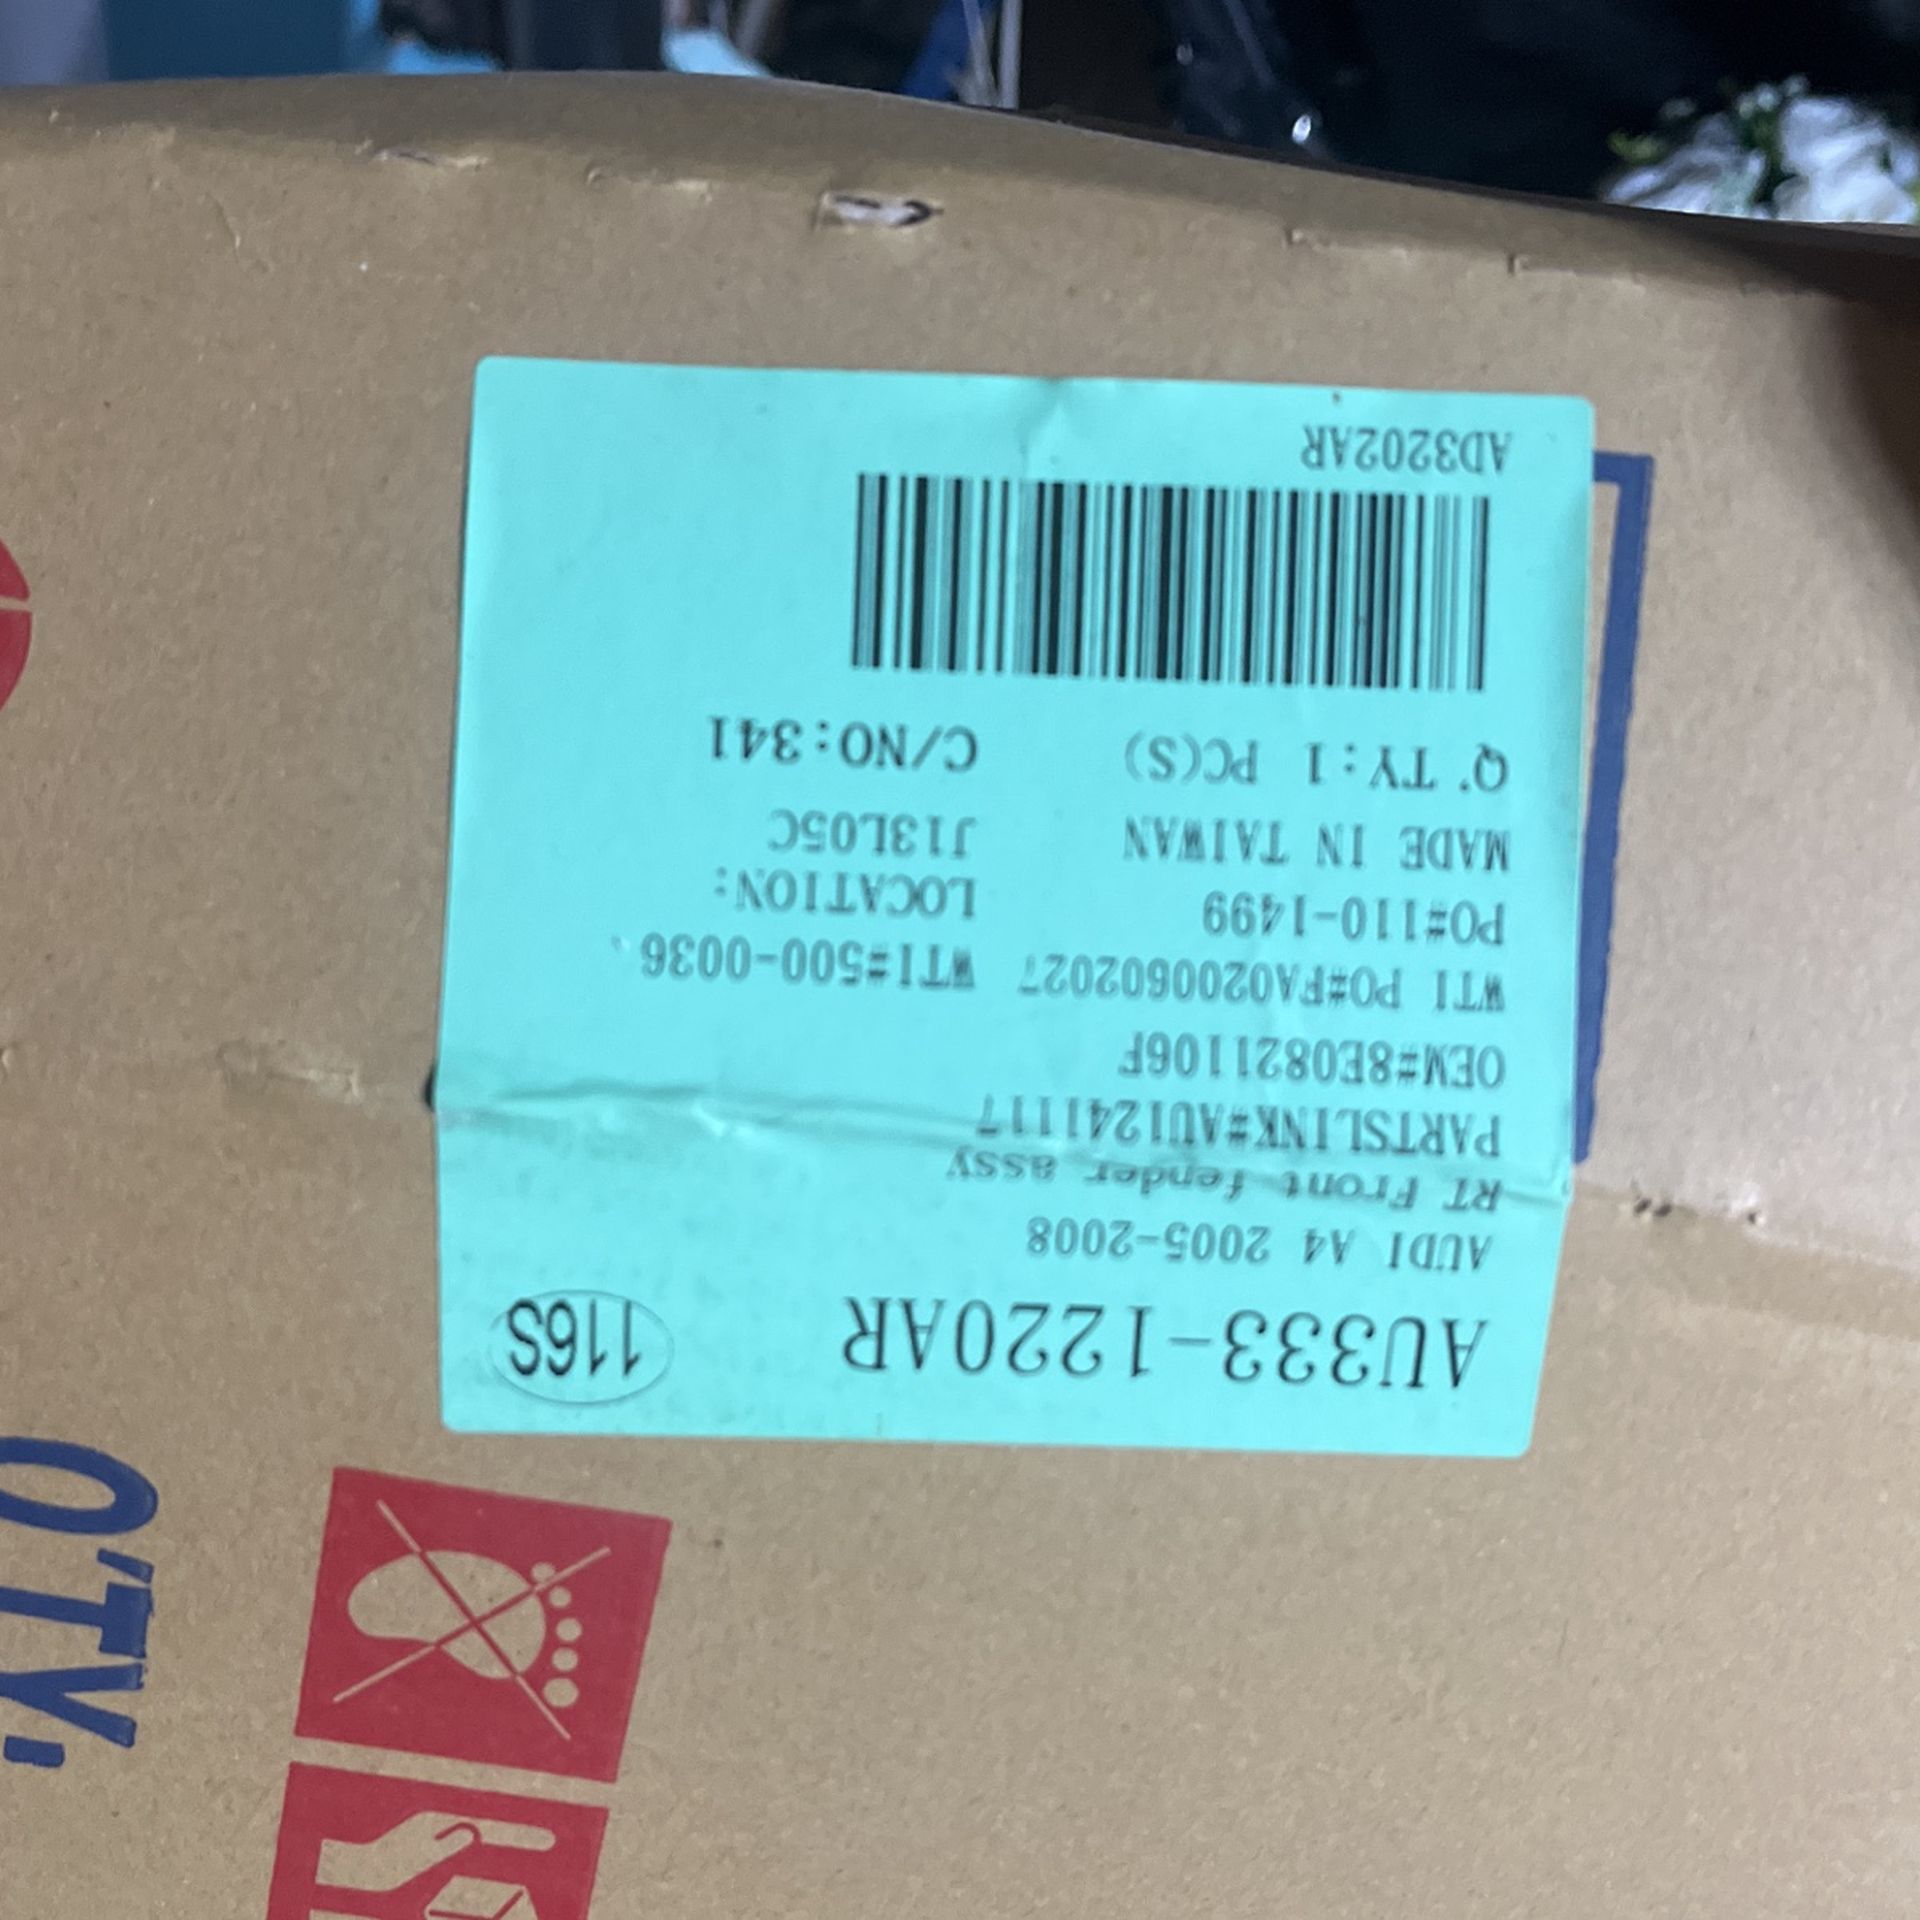 AU333-1220AR 116S
AUDI A4 2005-2008
RT Front fender assy
PARTSLINK#AU1241117
OEM#8E0821106F
WTI PO#FA0200602027 WTI#500-0036
PO#110-1499 LOCATION:
MADE IN TAIWAN J13L05C
Q'TY:1 PC(S) C/NO:341
AD3202AR
Q'TY.